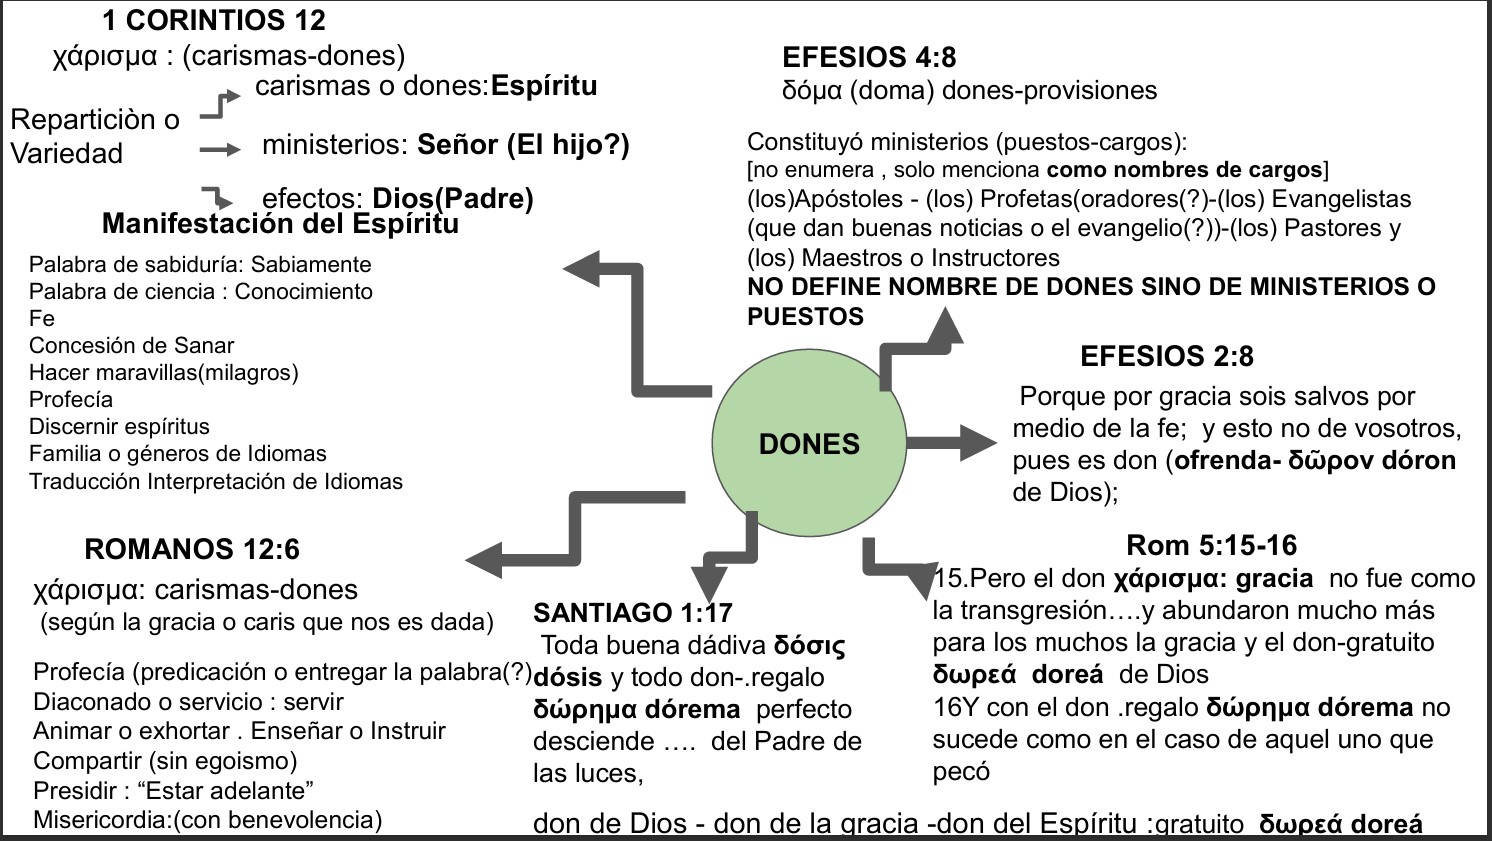 1 CORINTIOS 12
χάρισμα : (carismas-dones)
carismas o dones:Espíritu
Reparticiòn o
Variedad
ministerios: Señor (El hijo?)
efectos: Dios(Padre)
Manifestación del Espíritu
Palabra de sabiduría: Sabiamente
Palabra de ciencia : Conocimiento
Fe
Concesión de Sanar
Hacer maravillas(milagros)
Profecía
Discernir espíritus
Familia o géneros de Idiomas
Traducción Interpretación de Idiomas
EFESIOS 4:8
δόμα (doma) dones-provisiones
Constituyó ministerios (puestos-cargos):
[no enumera , solo menciona como nombres de cargos]
(los)Apóstoles - (los) Profetas(oradores(?)-(los) Evangelistas
(que dan buenas noticias o el evangelio(?))-(los) Pastores y
(los) Maestros o Instructores
NO DEFINE NOMBRE DE DONES SINO DE MINISTERIOS O
PUESTOS
DONES
EFESIOS 2:8
Porque por gracia sois salvos por
medio de la fe; y esto no de vosotros,
pues es don (ofrenda- δῶρον dóron
de Dios);
ROMANOS 12:6
χάρισμα: carismas-dones
(según la gracia o caris que nos es dada)
Profecía (predicación o entregar la palabra(?)
Diaconado o servicio : servir
Animar o exhortar . Enseñar o Instruir
Compartir (sin egoismo)
Presidir : “Estar adelante”
Misericordia:(con benevolencia)
SANTIAGO 1:17
Toda buena dádiva δόσις
dósis y todo don-.regalo
δώρημα dórema perfecto
desciende …. del Padre de
las luces,
Rom 5:15-16
15.Pero el don χάρισμα: gracia no fue como
la transgresión….y abundaron mucho más
para los muchos la gracia y el don-gratuito
δωρεά doreá de Dios
16Y con el don .regalo δώρημα dórema no
sucede como en el caso de aquel uno que
pecó
don de Dios - don de la gracia -don del Espíritu :gratuito δωρεά doreá